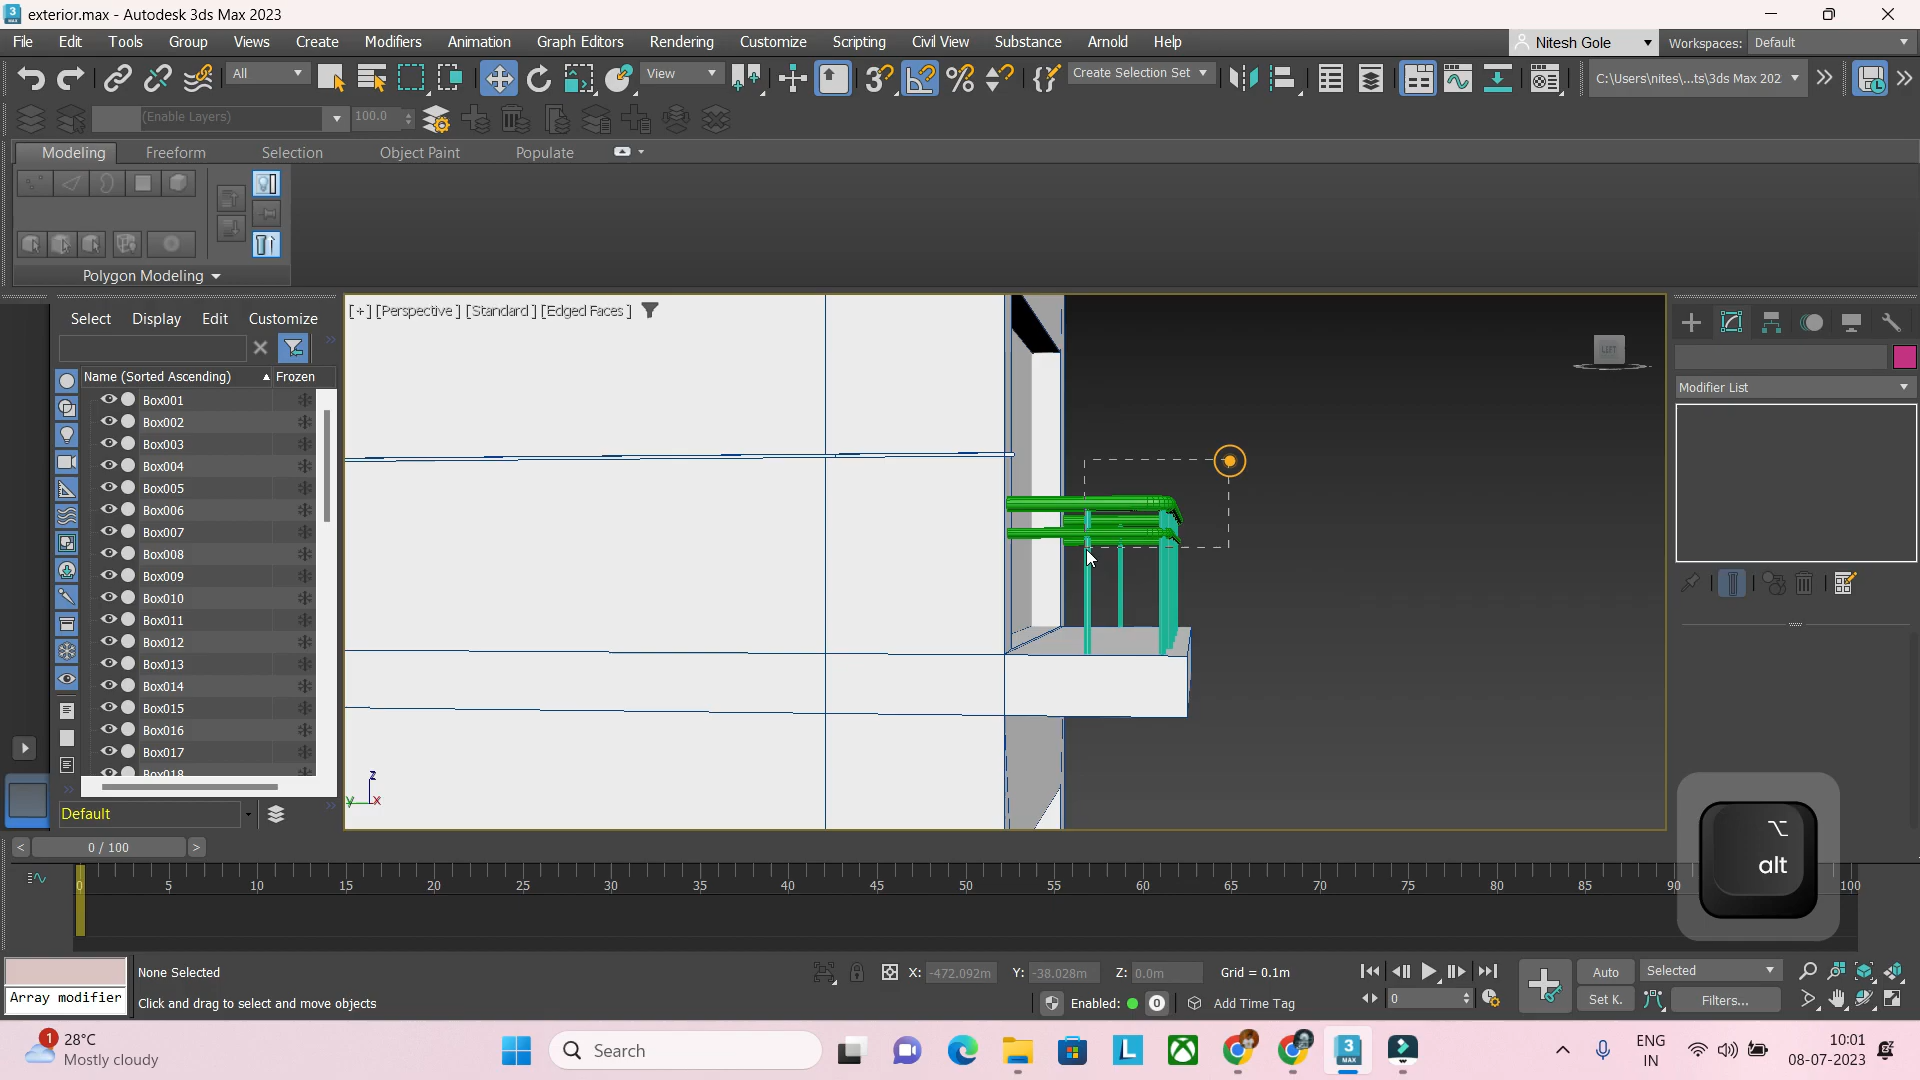 exterior.max - Autodesk 3ds Max 2023
File Edit Tools Group Views Create Modifiers Animation Graph Editors Rendering Customize Scripting Civil View Substance Arnold Help
Nitesh Gole Workspaces: Default
All View Create Selection Set C:\Users\nites\...ts\3ds Max 202
(Enable Layers) 100.0
Modeling Freeform Selection Object Paint Populate
Polygon Modeling
Select Display Edit Customize
[+] [Perspective ] [Standard ] [Edged Faces ]
LEFT
Name (Sorted Ascending) Frozen
Modifier List
Box001
Box002
Box003
Box004
Box005
Box006
Box007
Box008
Box009
Box010
Box011
Box012
Box013
Box014
Box015
Box016
Box017
Box018
z
y x
Default
alt
0 / 100
0 5 10 15 20 25 30 35 40 45 50 55 60 65 70 75 80 85 90 100
None Selected
X: -472.092m Y: -38.028m Z: 0.0m Grid = 0.1m
Auto Selected
Array modifier
Click and drag to select and move objects
Enabled: 0 Add Time Tag
0
Set K. Filters...
1 28°C
Mostly cloudy
Search
ENG
IN
10:01
08-07-2023